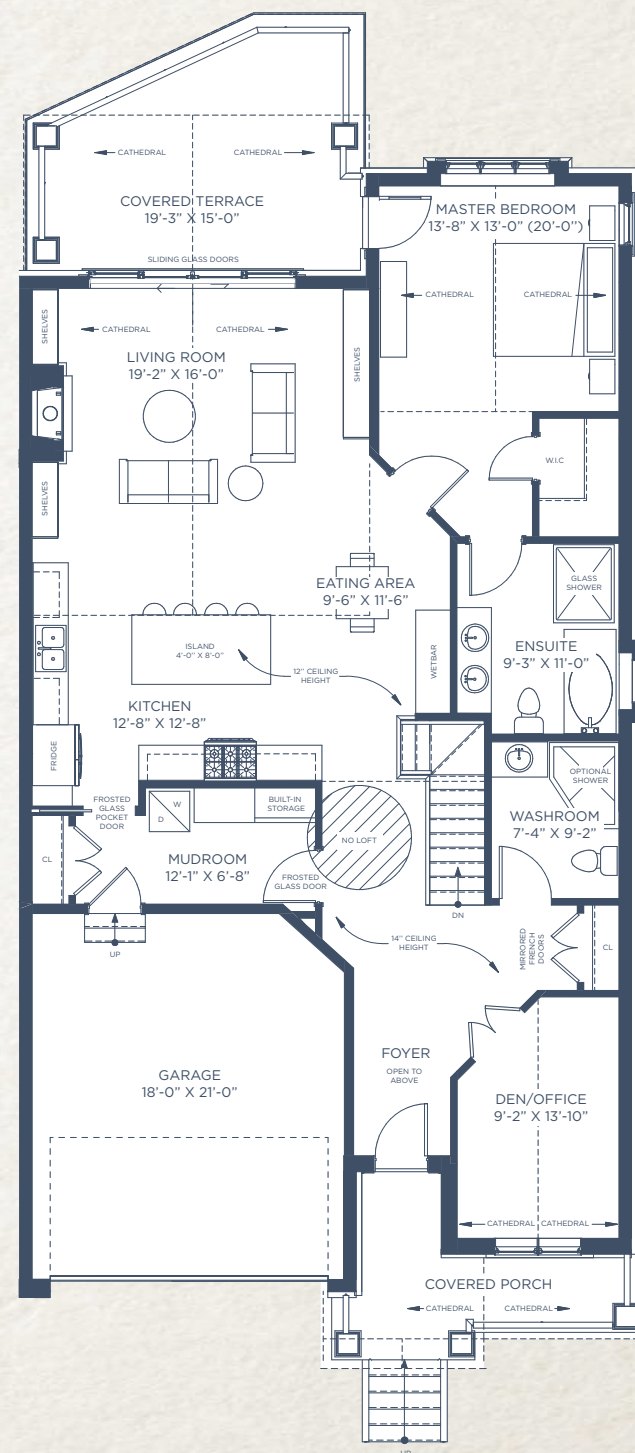 CATHEDRAL
CATHEDRAL
COVERED TERRACE
19'-3" X 15'-0"
SLIDING GLASS DOORS
MASTER BEDROOM
13'-8" X 13'-0" (20'-0")
CATHEDRAL
CATHEDRAL
SHELVES
CATHEDRAL
CATHEDRAL
LIVING ROOM
19'-2" X 16'-0"
SHELVES
SHELVES
W.I.C
EATING AREA
9'-6" X 11'-6"
GLASS
SHOWER
ISLAND
4'-0" X 8'-0"
12" CEILING
HEIGHT
WETBAR
ENSUITE
9'-3" X 11'-0"
KITCHEN
12'-8" X 12'-8"
FRIDGE
FROSTED
GLASS
POCKET
DOOR
W
D
BUILT-IN
STORAGE
OPTIONAL
SHOWER
WASHROOM
7'-4" X 9'-2"
CL
MUDROOM
12'-1" X 6'-8"
FROSTED
GLASS DOOR
NO LOFT
DN
UP
14" CEILING
HEIGHT
MIRRORED
FRENCH
DOORS
CL
FOYER
OPEN TO
ABOVE
GARAGE
18'-0" X 21'-0"
DEN/OFFICE
9'-2" X 13'-10"
CATHEDRAL
CATHEDRAL
COVERED PORCH
CATHEDRAL
CATHEDRAL
UP